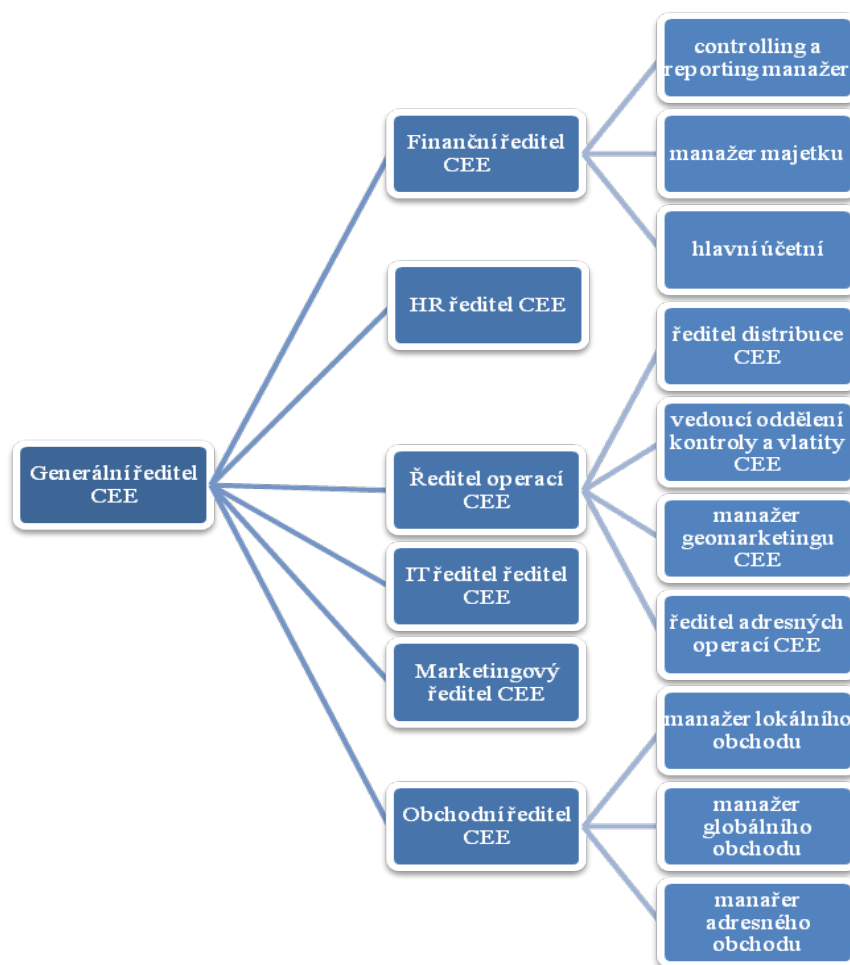 Generální ředitel
CEE
Finanční ředitel
CEE
controlling a
reporting manažer
manažer majetku
hlavní účetní
HR ředitel CEE
Ředitel operací
CEE
ředitel distribuce
CEE
vedoucí oddělení
kontroly a vlatity
CEE
manažer
geomarketingu
CEE
ředitel adresných
operací CEE
IT ředitel ředitel
CEE
Marketingový
ředitel CEE
Obchodní ředitel
CEE
manažer lokálního
obchodu
manažer
globálního
obchodu
manařer
adresného
obchodu